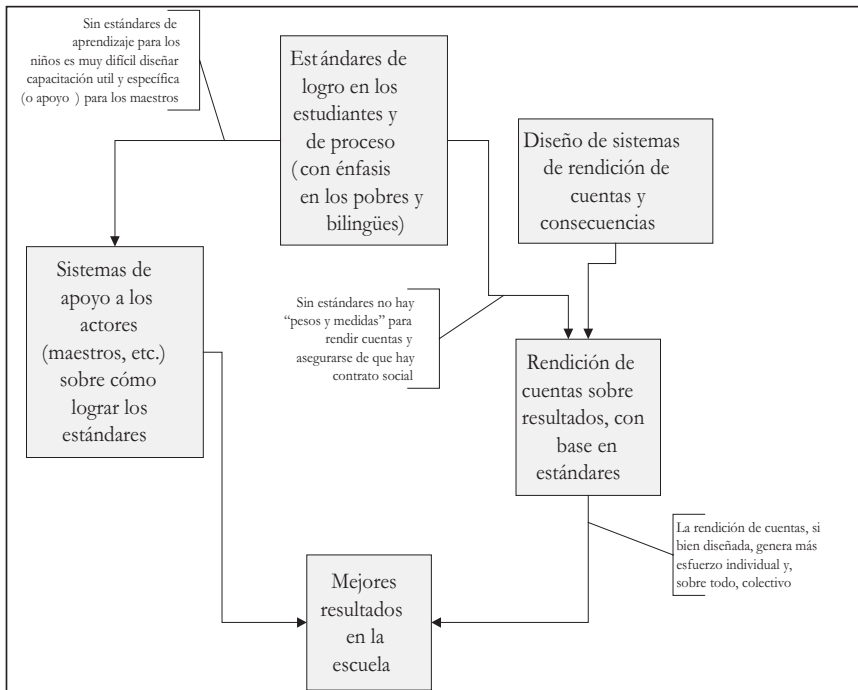 Sin estándares de
aprendizaje para los
niños es muy difícil diseñar
capacitación util y específica
(o apoyo ) para los maestros
Estándares de
logro en los
estudiantes y
de proceso
(con énfasis
en los pobres y
bilingües)
Diseño de sistemas
de rendición de
cuentas y
consecuencias
Sistemas de
apoyo a los
actores
(maestros, etc.)
sobre cómo
lograr los
estándares
Sin estándares no hay
“pesos y medidas” para
rendir cuentas y
asegurarse de que hay
contrato social
Rendición de
cuentas sobre
resultados, con
base en
estándares
La rendición de cuentas, si
bien diseñada, genera más
esfuerzo individual y,
sobre todo, colectivo
Mejores
resultados
en la
escuela